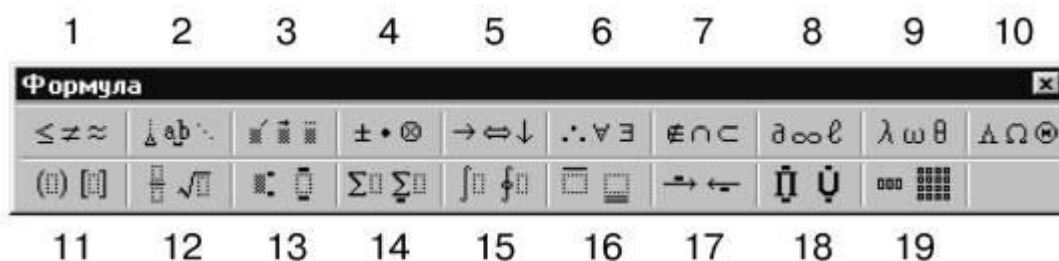 1 2 3 4 5 6 7 8 9 10
Формула
≤ ≠ ≈ ab ± • ⊗ → ⇔ ↓ ∴ ∀ ∃ ∉ ∩ ⊂ ∂ ∞ ℓ λ ω θ Λ Ω Θ
(▯) [▯] √▯ Σ▯ Σ▯ ∫▯ ∮▯ → ← Π Ụ
11 12 13 14 15 16 17 18 19